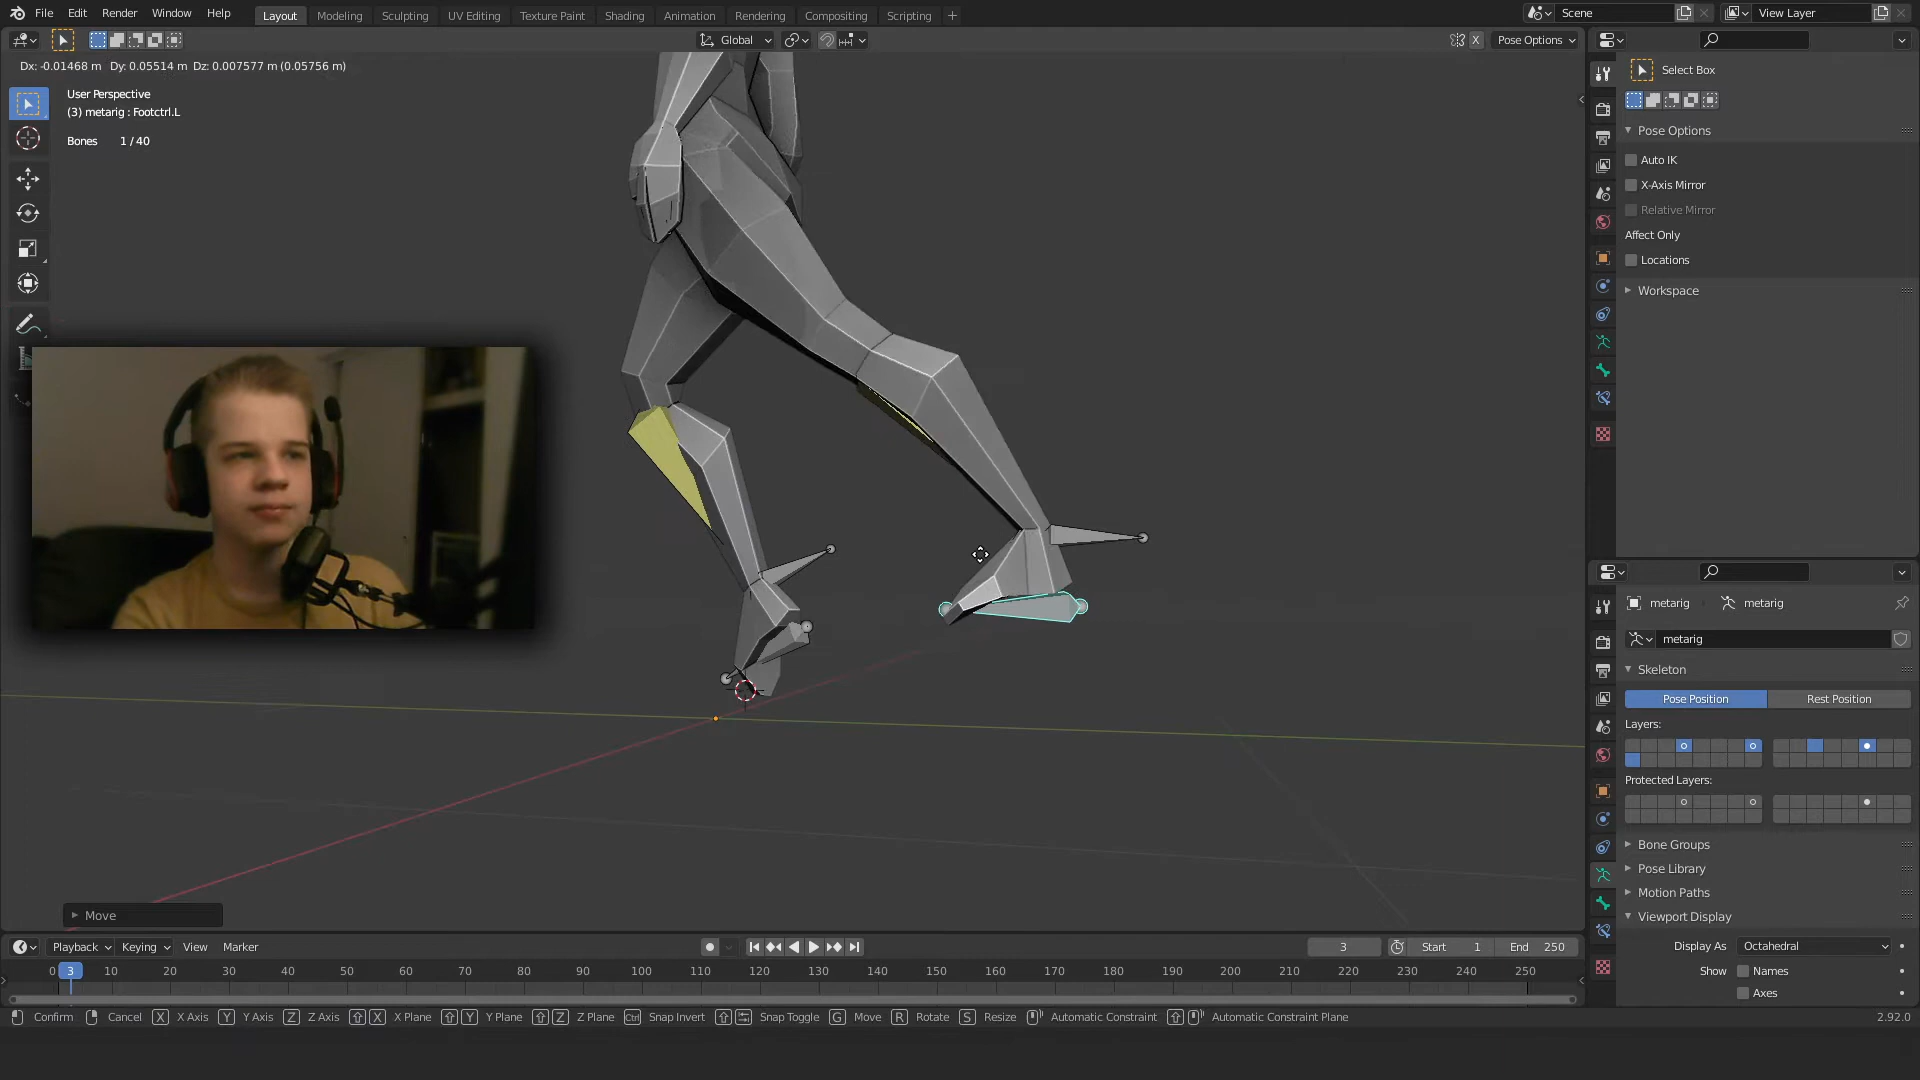 File Edit Render Window Help
Layout Modeling Sculpting UV Editing Texture Paint Shading Animation Rendering Compositing Scripting +
Scene
View Layer
Global
X
Pose Options
Dx: -0.01468 m Dy: 0.05514 m Dz: 0.007577 m (0.05756 m)
User Perspective
(3) metarig : Footctrl.L
Bones 1 / 40
Select Box
Pose Options
Auto IK
X-Axis Mirror
Relative Mirror
Affect Only
Locations
Workspace
metarig
metarig
metarig
Skeleton
Pose Position
Rest Position
Layers:
Protected Layers:
Bone Groups
Pose Library
Motion Paths
Viewport Display
Display As Octahedral
Show Names
Axes
Move
Playback Keying View Marker
3
Start 1
End 250
0 3 10 20 30 40 50 60 70 80 90 100 110 120 130 140 150 160 170 180 190 200 210 220 230 240 250
Confirm Cancel X X Axis Y Y Axis Z Z Axis X X Plane Y Y Plane Z Z Plane Ctrl Snap Invert Snap Toggle G Move R Rotate S Resize Automatic Constraint Automatic Constraint Plane
2.92.0